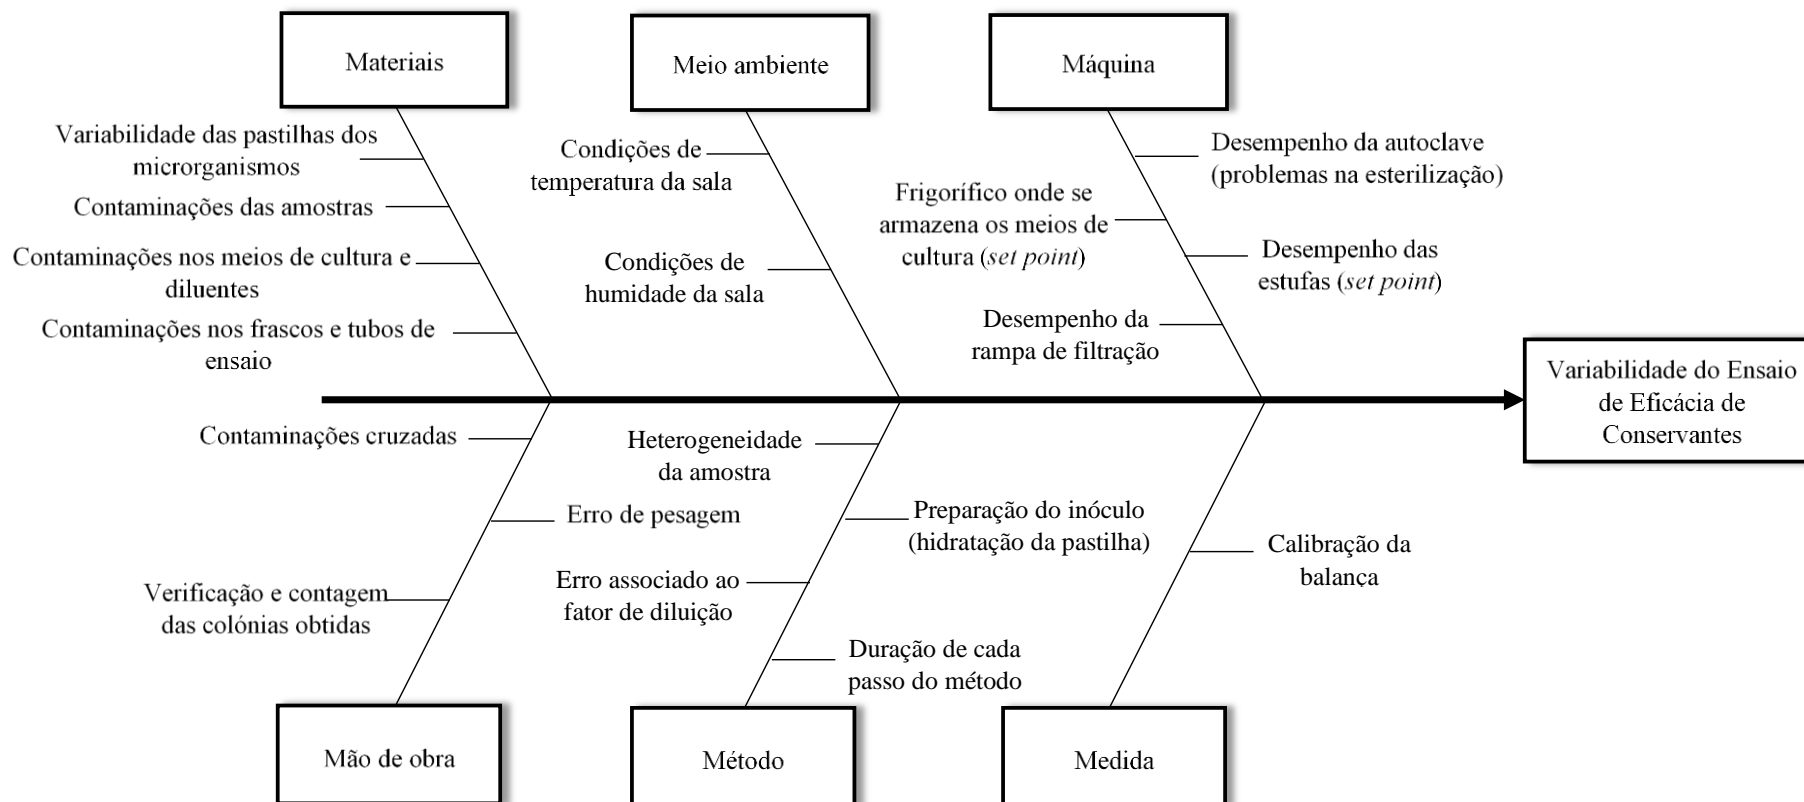 Materiais
Meio ambiente
Máquina
Variabilidade das pastilhas dos
microrganismos
Contaminações das amostras
Contaminações nos meios de cultura e
diluentes
Contaminações nos frascos e tubos de
ensaio
Condições de
temperatura da sala
Condições de
humidade da sala
Desempenho da autoclave
(problemas na esterilização)
Frigorífico onde se
armazena os meios de
cultura (set point)
Desempenho das
estufas (set point)
Desempenho da
rampa de filtração
Variabilidade do Ensaio
de Eficácia de
Conservantes
Contaminações cruzadas
Erro de pesagem
Verificação e contagem
das colónias obtidas
Heterogeneidade
da amostra
Preparação do inóculo
(hidratação da pastilha)
Erro associado ao
fator de diluição
Duração de cada
passo do método
Calibração da
balança
Mão de obra
Método
Medida